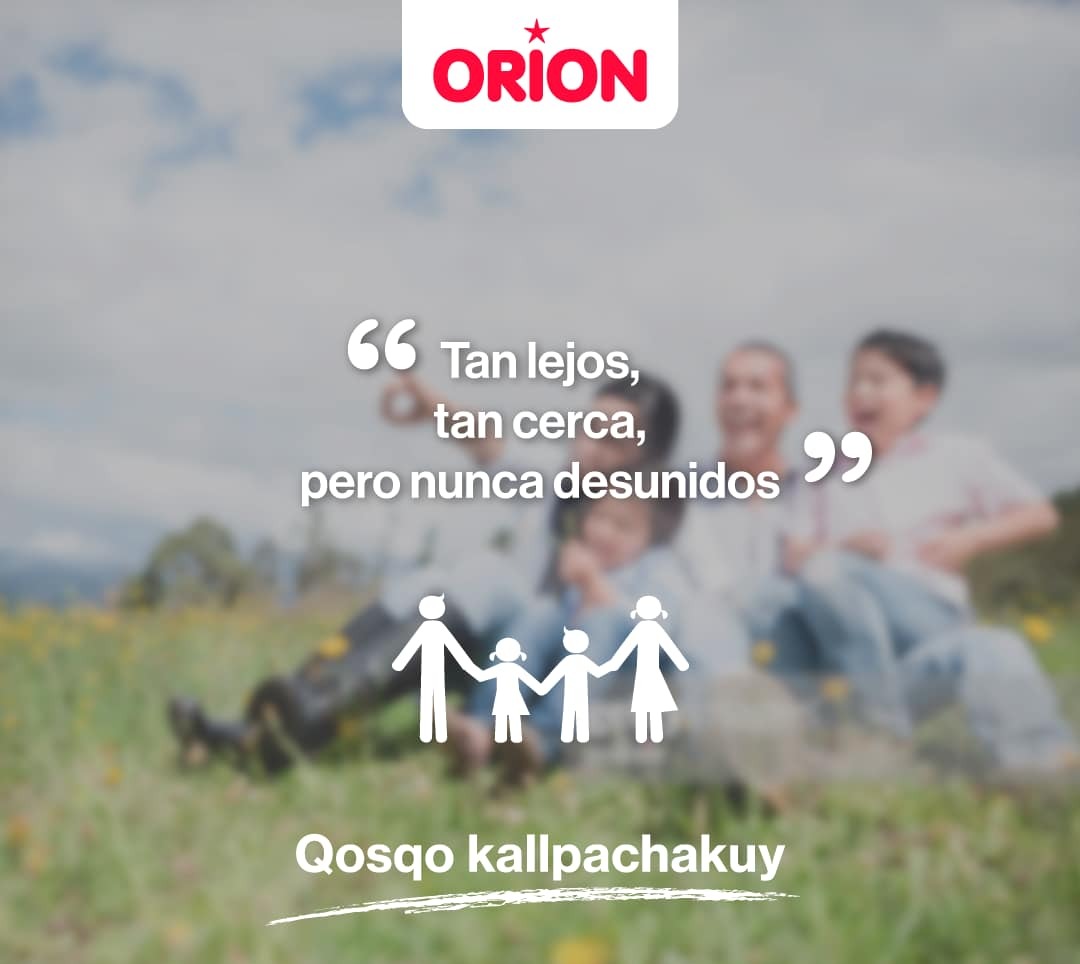 ORION
“ Tan lejos,
tan cerca,
pero nunca desunidos ”
Qosqo kallpachakuy